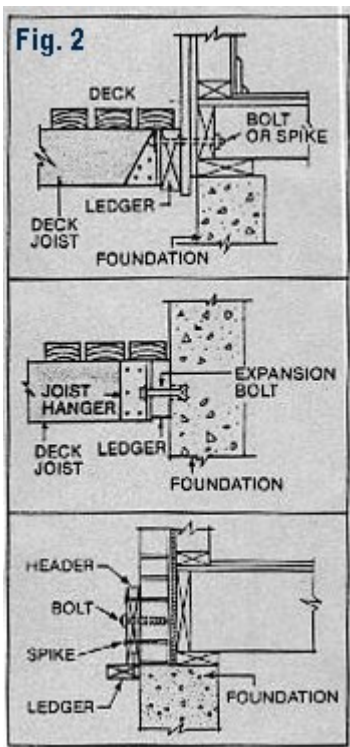 Fig. 2
DECK
BOLT
OR SPIKE
LEDGER
DECK
JOIST
FOUNDATION
JOIST
HANGER
EXPANSION
BOLT
DECK
JOIST
LEDGER
FOUNDATION
HEADER
BOLT
SPIKE
LEDGER
FOUNDATION